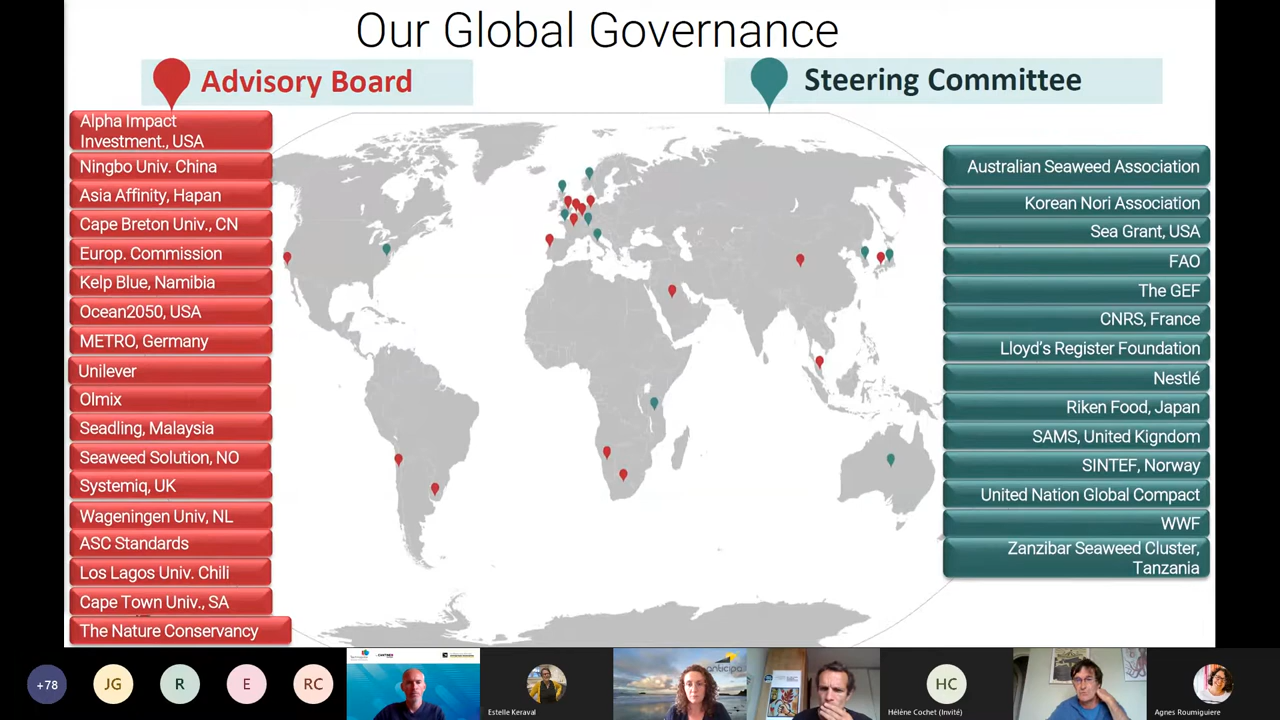 Our Global Governance
Advisory Board
Steering Committee
Alpha Impact
Investment., USA
Ningbo Univ. China
Asia Affinity, Hapan
Cape Breton Univ., CN
Europ. Commission
Kelp Blue, Namibia
Ocean2050, USA
METRO, Germany
Unilever
Olmix
Seadling, Malaysia
Seaweed Solution, NO
Systemiq, UK
Wageningen Univ, NL
ASC Standards
Los Lagos Univ. Chili
Cape Town Univ., SA
The Nature Conservancy
Australian Seaweed Association
Korean Nori Association
Sea Grant, USA
FAO
The GEF
CNRS, France
Lloyd's Register Foundation
Nestlé
Riken Food, Japan
SAMS, United Kigndom
SINTEF, Norway
United Nation Global Compact
WWF
Zanzibar Seaweed Cluster,
Tanzania
+78
JG
R
E
RC
Estelle Keraval
HC
Hélène Cochet (Invité)
Agnes Roumiguiere